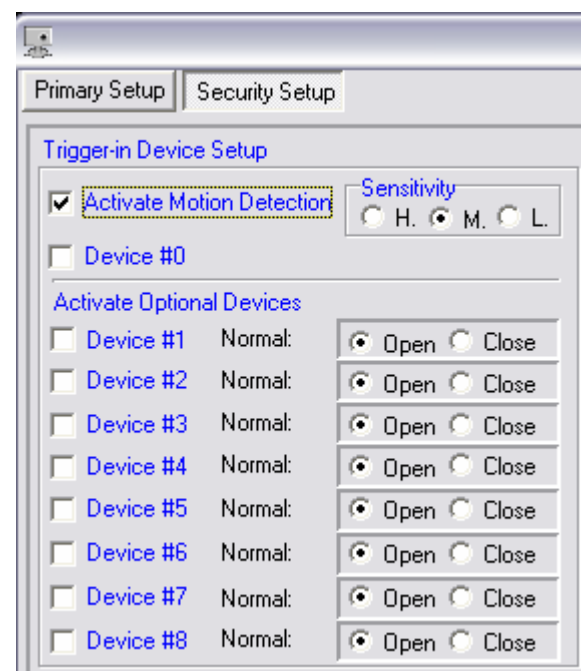 Primary Setup Security Setup
Trigger-in Device Setup
Activate Motion Detection Sensitivity
H. M. L.
Device #0
Activate Optional Devices
Device #1 Normal: Open Close
Device #2 Normal: Open Close
Device #3 Normal: Open Close
Device #4 Normal: Open Close
Device #5 Normal: Open Close
Device #6 Normal: Open Close
Device #7 Normal: Open Close
Device #8 Normal: Open Close